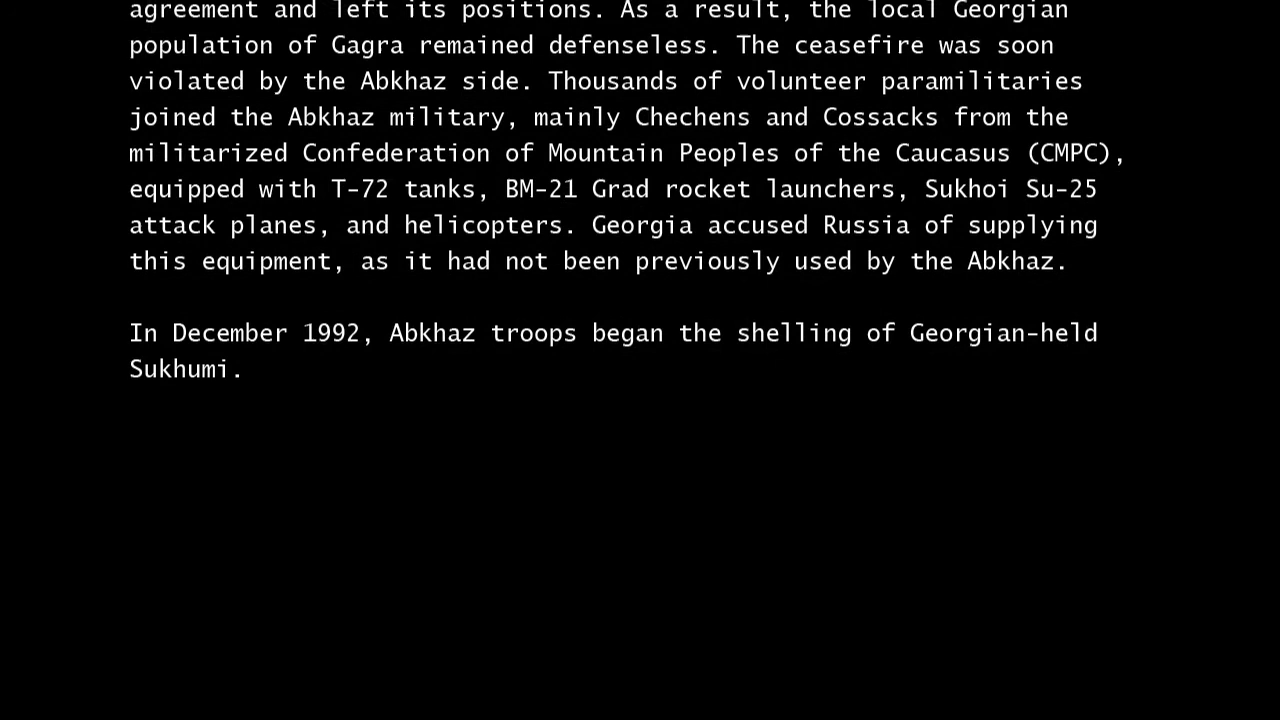 agreement and left its positions. As a result, the local Georgian
population of Gagra remained defenseless. The ceasefire was soon
violated by the Abkhaz side. Thousands of volunteer paramilitaries
joined the Abkhaz military, mainly Chechens and Cossacks from the
militarized Confederation of Mountain Peoples of the Caucasus (CMPC),
equipped with T-72 tanks, BM-21 Grad rocket launchers, Sukhoi Su-25
attack planes, and helicopters. Georgia accused Russia of supplying
this equipment, as it had not been previously used by the Abkhaz.
In December 1992, Abkhaz troops began the shelling of Georgian-held
Sukhumi.